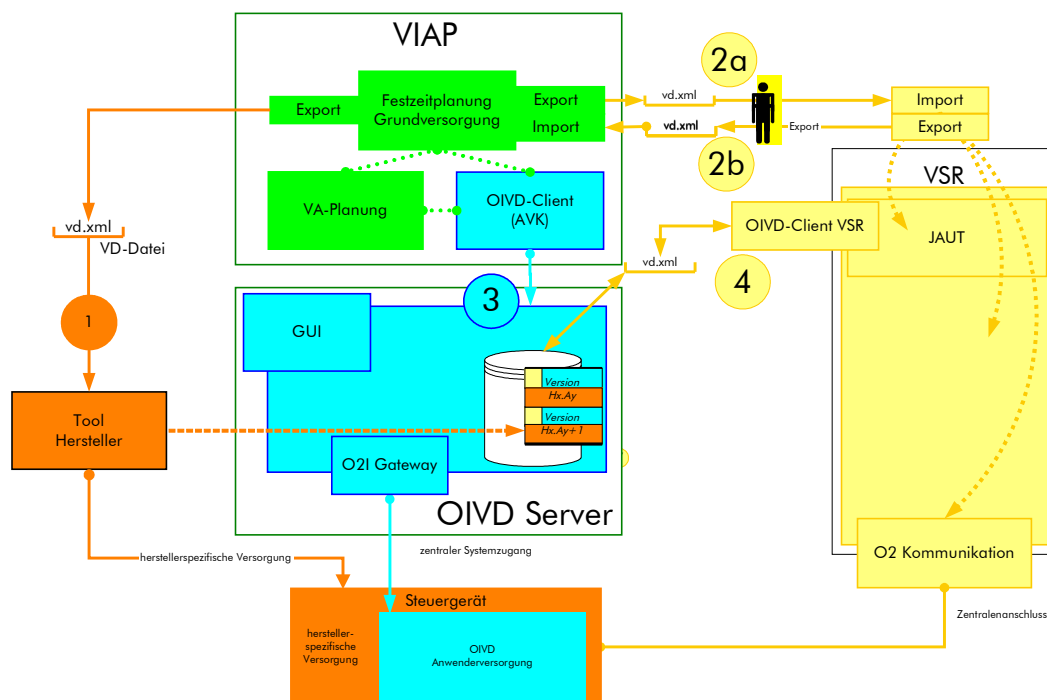 VIAP
2a
vd.xml
Export
Festzeitplanung
Grundversorgung
Export
Import
Import
Export
vd.xml
Export
2b
VSR
VA-Planung
OIVD-Client
(AVK)
OIVD-Client VSR
JAUT
vd.xml
VD-Datei
vd.xml
4
3
1
GUI
Version
Hx.Ay
Version
Hx.Ay+1
Tool
Hersteller
O2I Gateway
OIVD Server
O2 Kommunikation
zentraler Systemzugang
herstellerspezifische Versorgung
Zentralenanschluss
Steuergerät
hersteller-
spezifische
Versorgung
OIVD
Anwenderversorgung